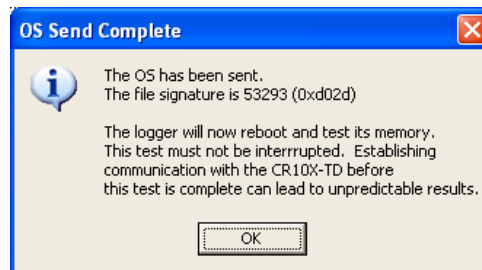 OS Send Complete
The OS has been sent.
The file signature is 53293 (0xd02d)
The logger will now reboot and test its memory.
This test must not be interrrupted.  Establishing
communication with the CR10X-TD before
this test is complete can lead to unpredictable results.
OK